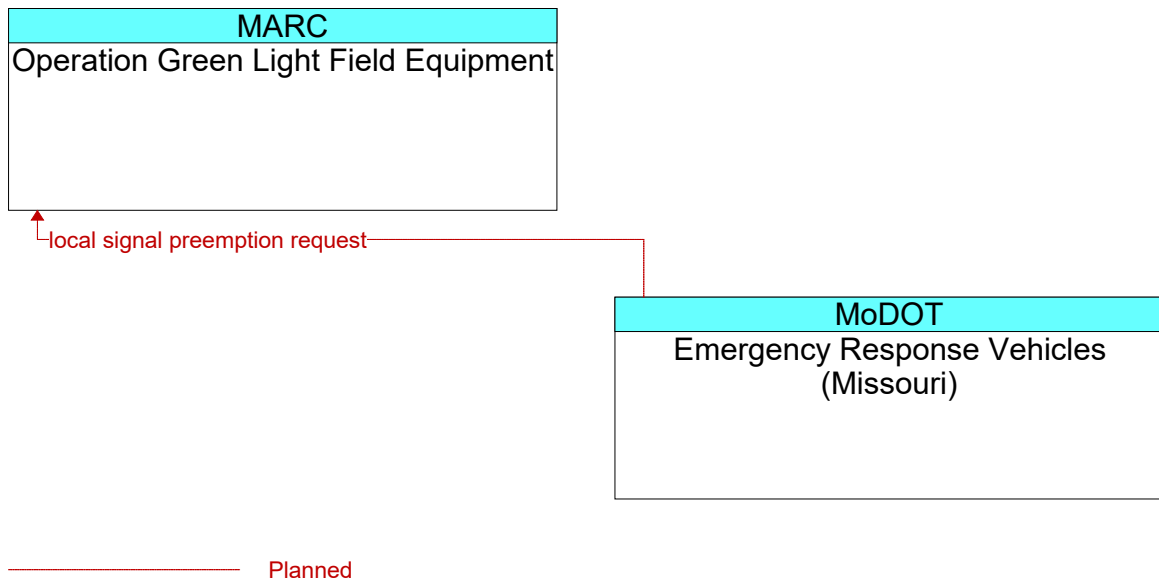 MARC
Operation Green Light Field Equipment
local signal preemption request
MoDOT
Emergency Response Vehicles
(Missouri)
Planned